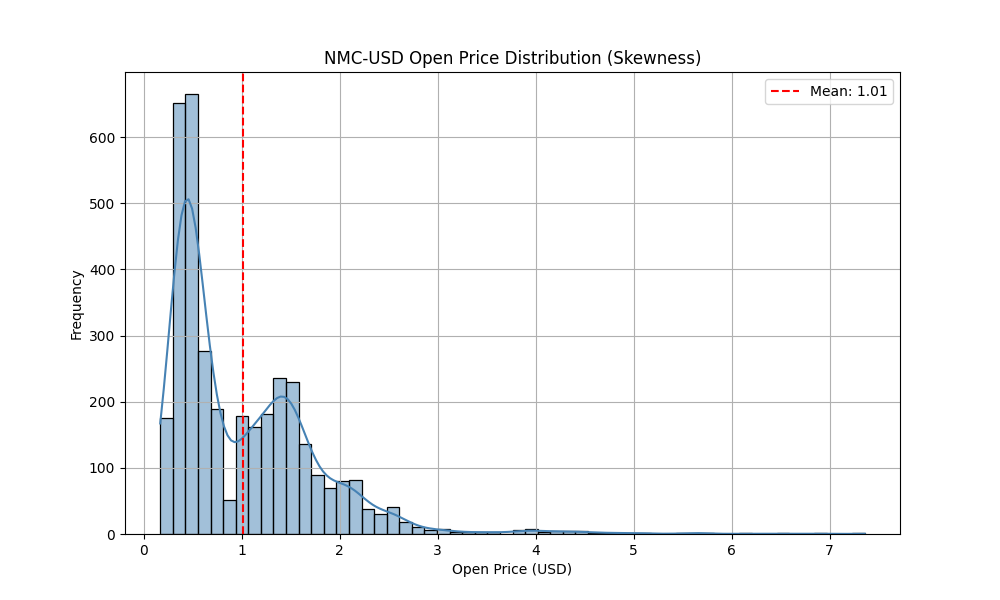 NMC-USD Open Price Distribution (Skewness)
Mean: 1.01
Frequency
600
500
400
300
200
100
0
0 1 2 3 4 5 6 7
Open Price (USD)